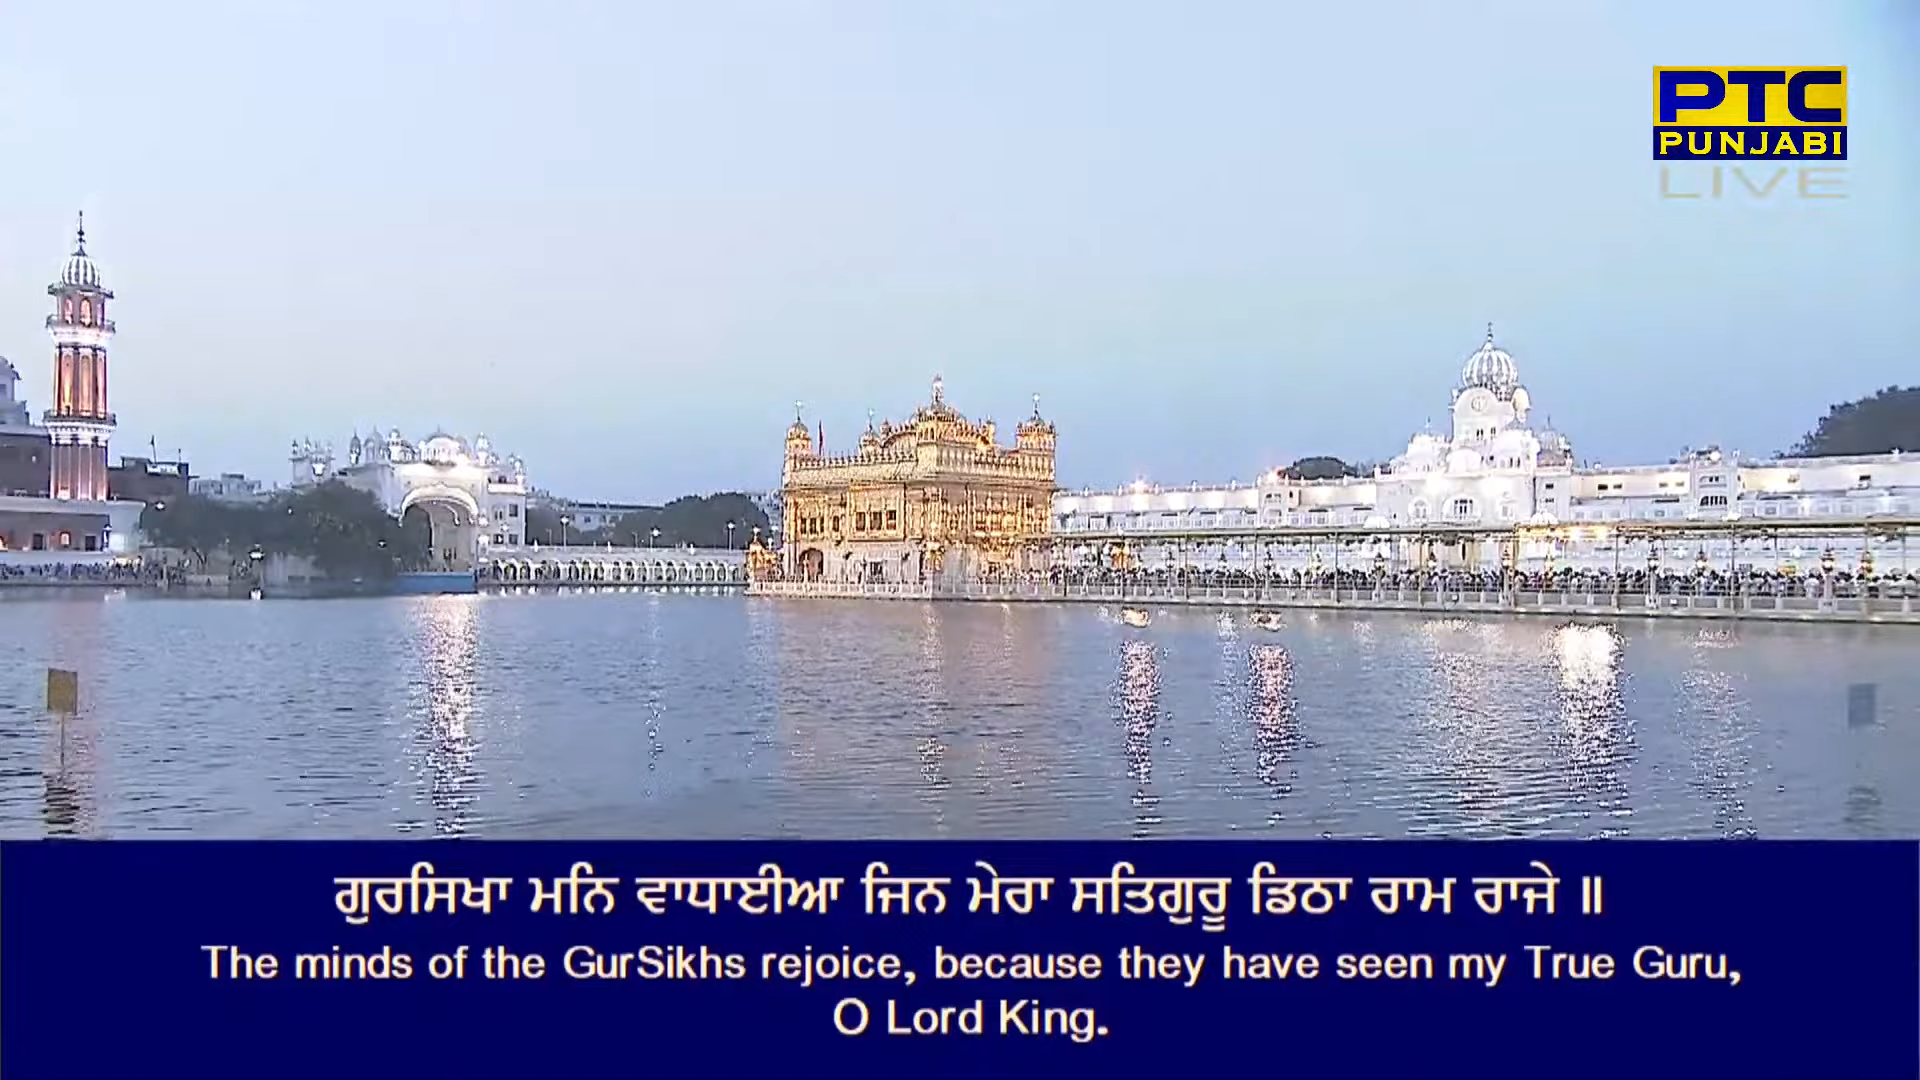 PTC
PUNJABI
LIVE
ਗੁਰਸਿਖਾ ਮਨਿ ਵਾਧਾਈਆ ਜਿਨ ਮੇਰਾ ਸਤਿਗੁਰੂ ਡਿਠਾ ਰਾਮ ਰਾਜੇ ॥
The minds of the GurSikhs rejoice, because they have seen my True Guru,
O Lord King.